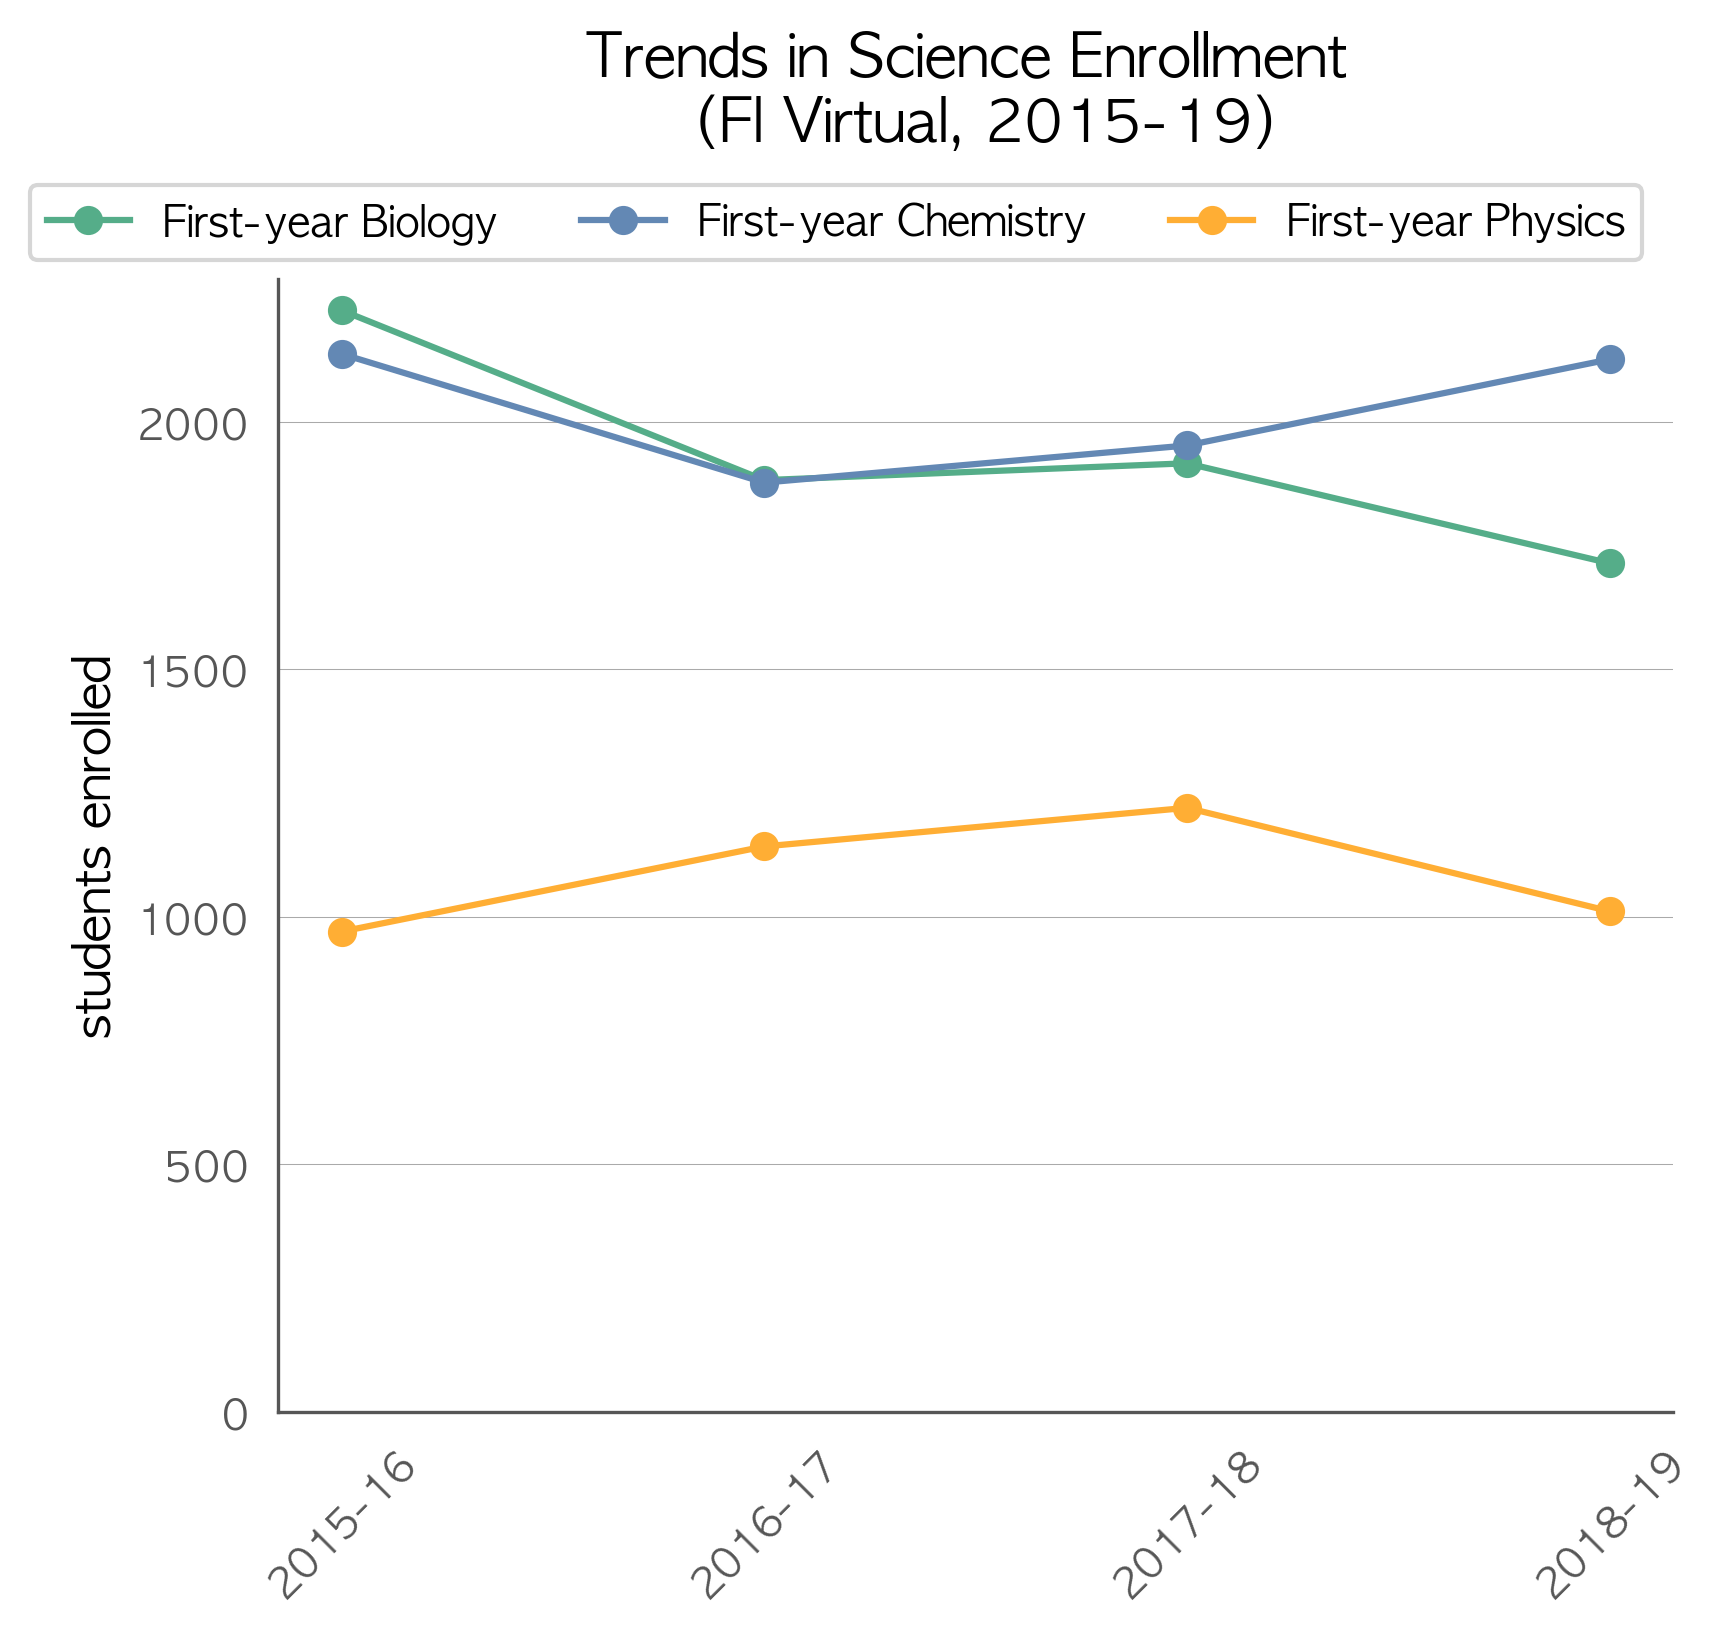 Trends in Science Enrollment
(Fl Virtual, 2015-19)
First-year Biology First-year Chemistry First-year Physics
students enrolled
2000
1500
1000
500
0
2015-16 2016-17 2017-18 2018-19